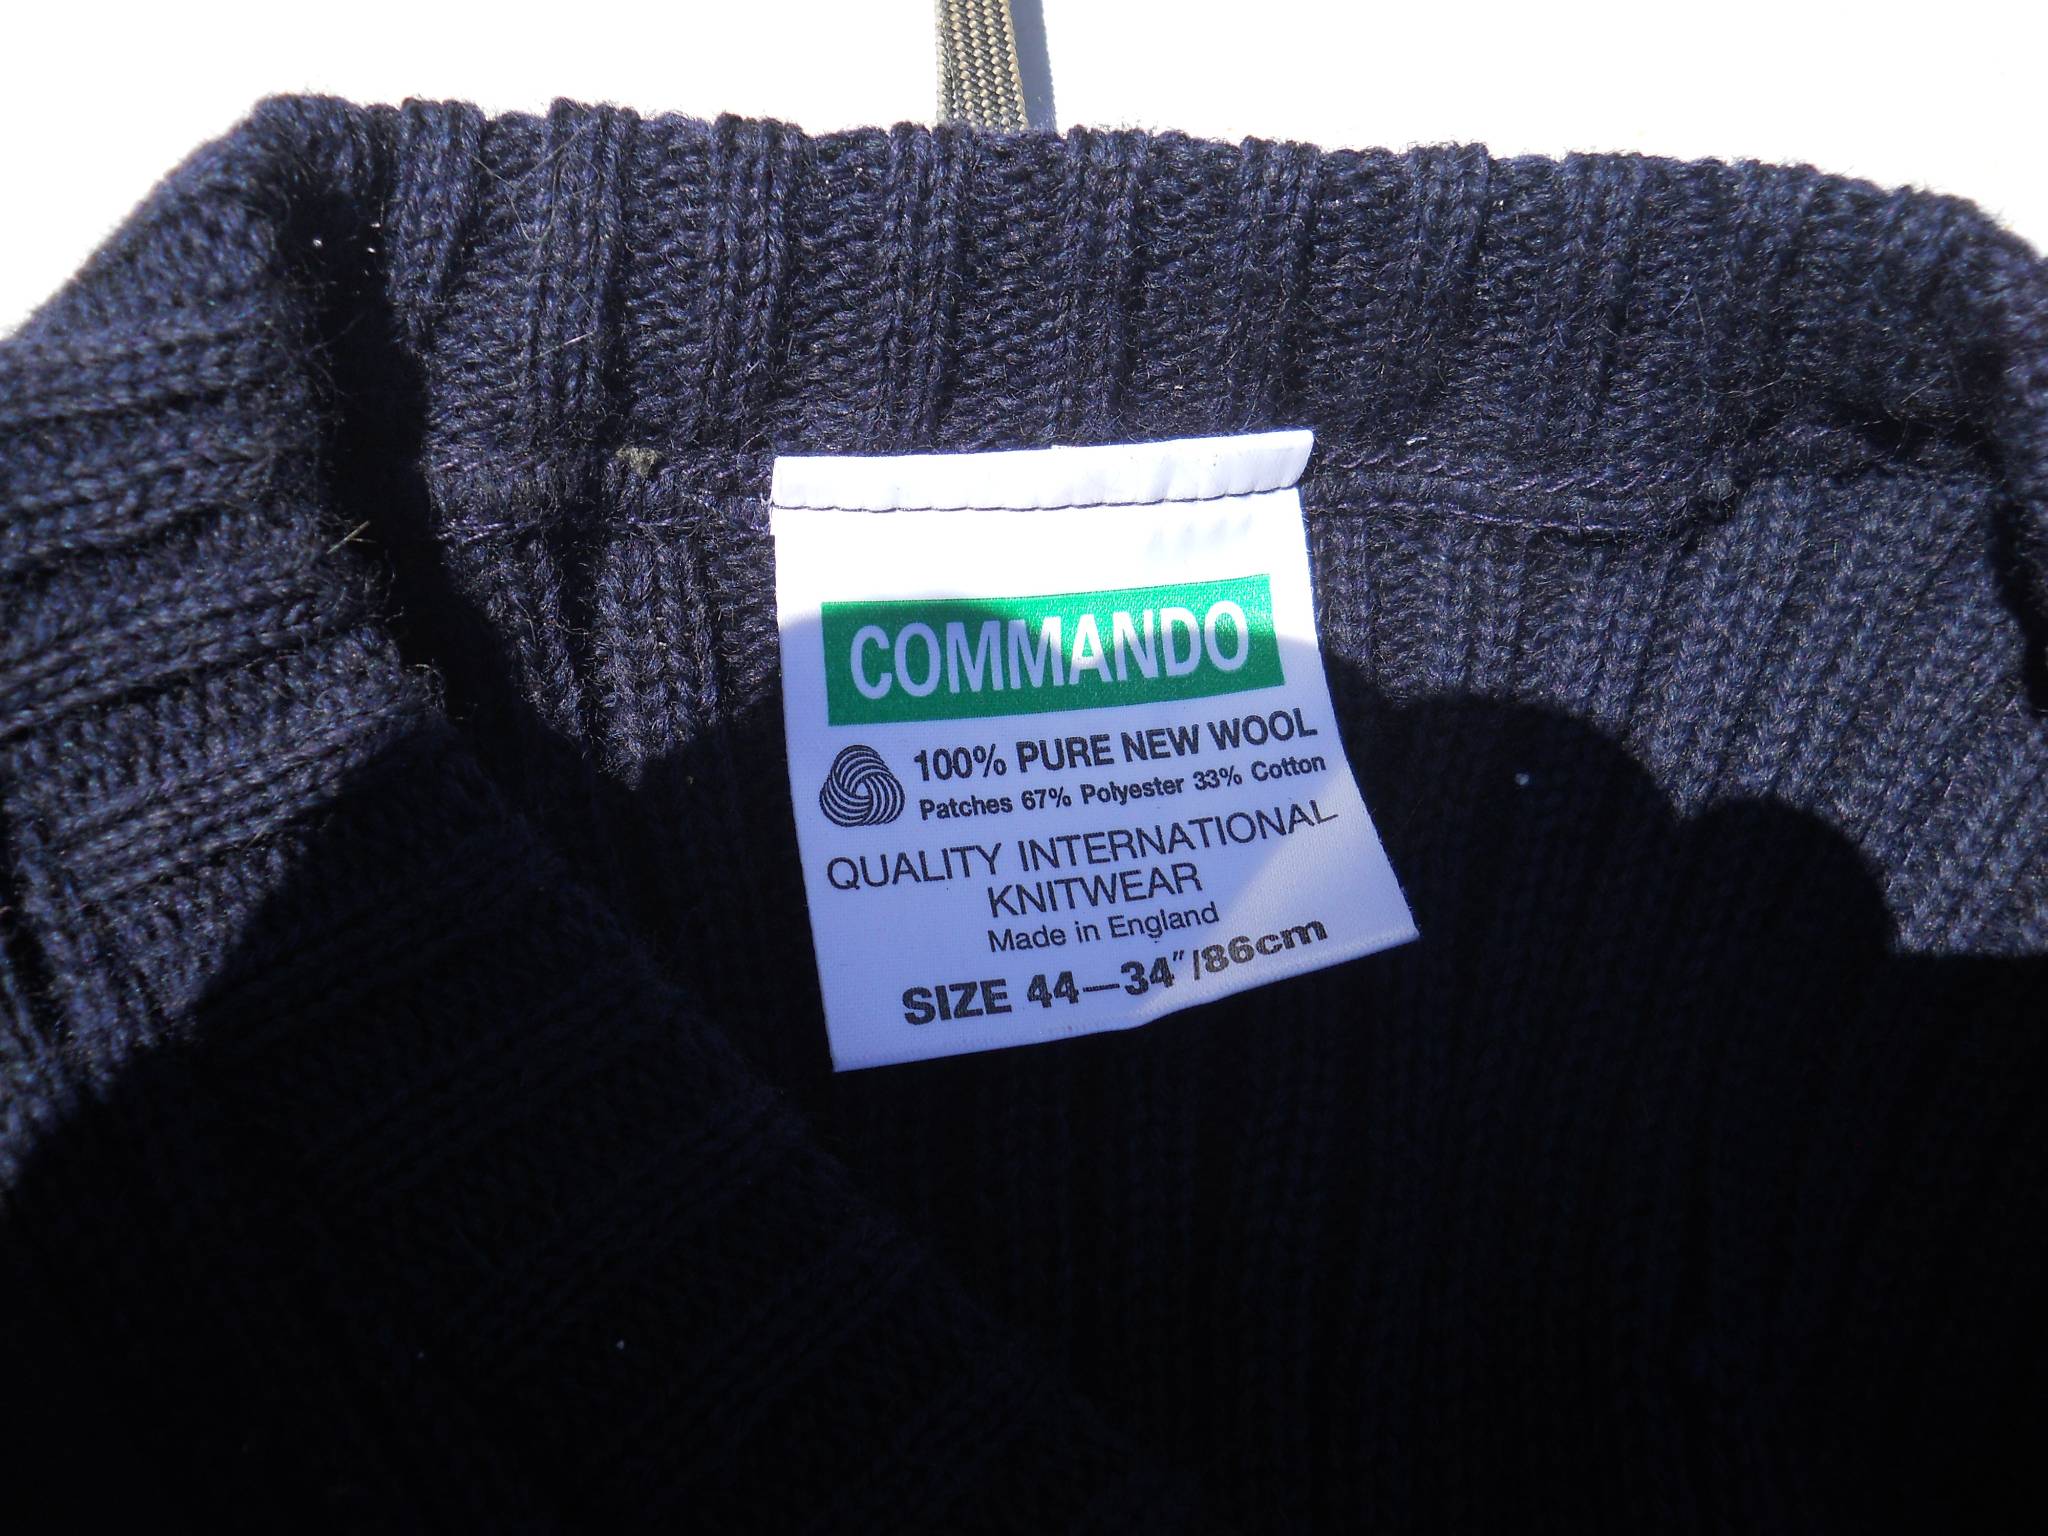 COMMANDO
100% PURE NEW WOOL
Patches 67% Polyester 33% Cotton
QUALITY INTERNATIONAL
KNITWEAR
Made in England
SIZE 44—34"/86cm